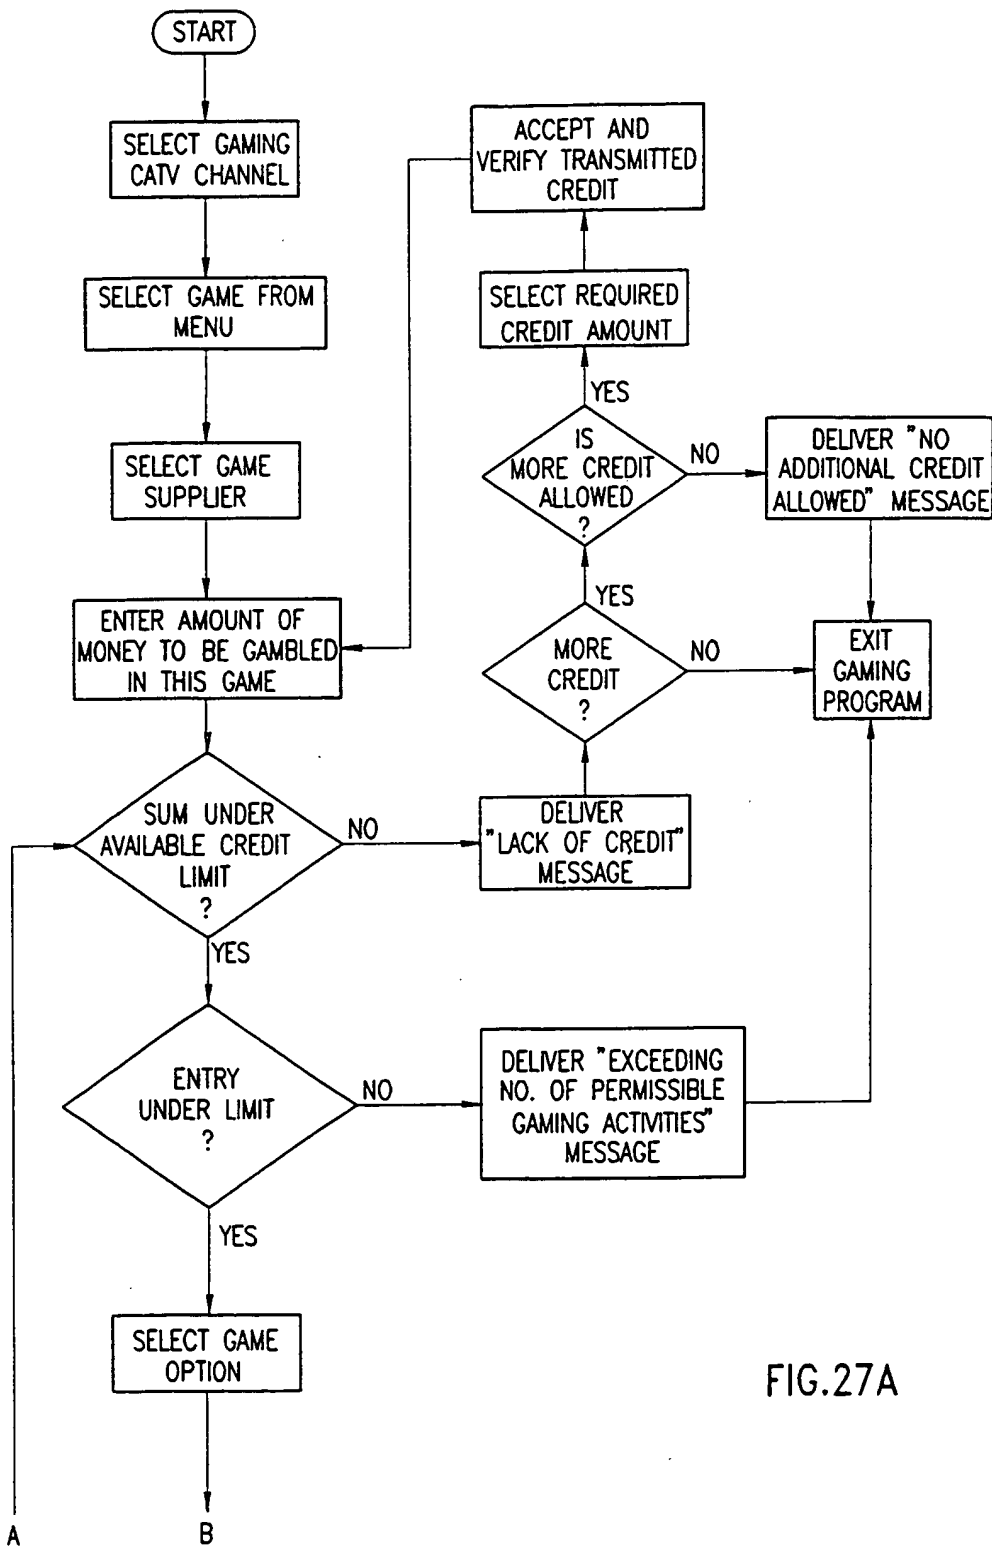 START
SELECT GAMING
CATV CHANNEL
SELECT GAME FROM
MENU
SELECT GAME
SUPPLIER
ENTER AMOUNT OF
MONEY TO BE GAMBLED
IN THIS GAME
SUM UNDER
AVAILABLE CREDIT
LIMIT
?
NO
YES
ENTRY
UNDER LIMIT
?
NO
YES
SELECT GAME
OPTION
A
B
ACCEPT AND
VERIFY TRANSMITTED
CREDIT
SELECT REQUIRED
CREDIT AMOUNT
YES
IS
MORE CREDIT
ALLOWED
?
NO
DELIVER "NO
ADDITIONAL CREDIT
ALLOWED" MESSAGE
YES
MORE
CREDIT
?
NO
EXIT
GAMING
PROGRAM
DELIVER
"LACK OF CREDIT"
MESSAGE
DELIVER "EXCEEDING
NO. OF PERMISSIBLE
GAMING ACTIVITIES"
MESSAGE
FIG.27A